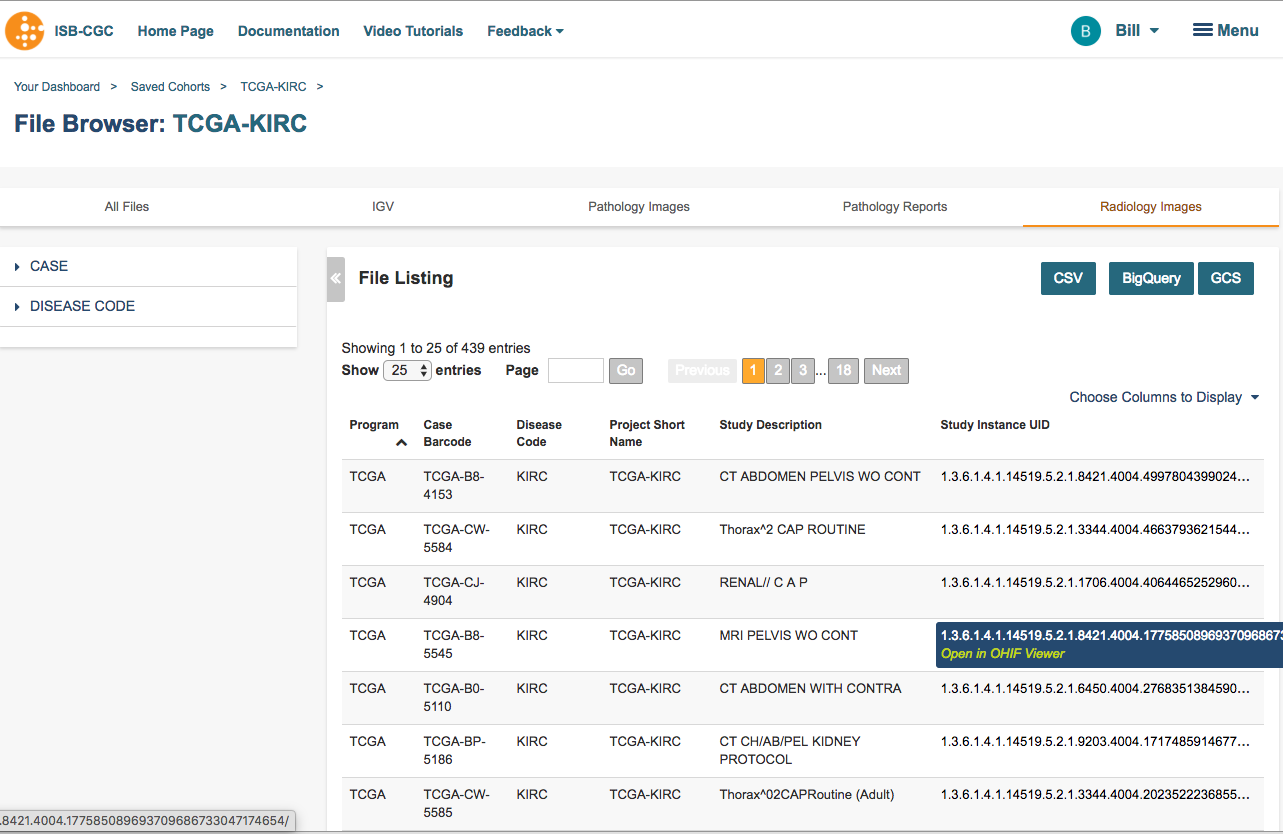 ISB-CGC Home Page Documentation Video Tutorials Feedback B Bill Menu
Your Dashboard > Saved Cohorts > TCGA-KIRC >
File Browser: TCGA-KIRC
All Files IGV Pathology Images Pathology Reports Radiology Images
CASE
DISEASE CODE
« File Listing CSV BigQuery GCS
Showing 1 to 25 of 439 entries
Show 25 entries Page Go Previous 1 2 3 ... 18 Next
Choose Columns to Display
Program Case Barcode Disease Code Project Short Name Study Description Study Instance UID
TCGA TCGA-B8-4153 KIRC TCGA-KIRC CT ABDOMEN PELVIS WO CONT 1.3.6.1.4.1.14519.5.2.1.8421.4004.4997804399024...
TCGA TCGA-CW-5584 KIRC TCGA-KIRC Thorax^2 CAP ROUTINE 1.3.6.1.4.1.14519.5.2.1.3344.4004.4663793621544...
TCGA TCGA-CJ-4904 KIRC TCGA-KIRC RENAL// C A P 1.3.6.1.4.1.14519.5.2.1.1706.4004.4064465252960...
TCGA TCGA-B8-5545 KIRC TCGA-KIRC MRI PELVIS WO CONT 1.3.6.1.4.1.14519.5.2.1.8421.4004.17758508969370968673
Open in OHIF Viewer
TCGA TCGA-B0-5110 KIRC TCGA-KIRC CT ABDOMEN WITH CONTRA 1.3.6.1.4.1.14519.5.2.1.6450.4004.2768351384590...
TCGA TCGA-BP-5186 KIRC TCGA-KIRC CT CH/AB/PEL KIDNEY PROTOCOL 1.3.6.1.4.1.14519.5.2.1.9203.4004.1717485914677...
TCGA TCGA-CW-5585 KIRC TCGA-KIRC Thorax^02CAPRoutine (Adult) 1.3.6.1.4.1.14519.5.2.1.3344.4004.2023522236855...
.8421.4004.177585089693709686733047174654/